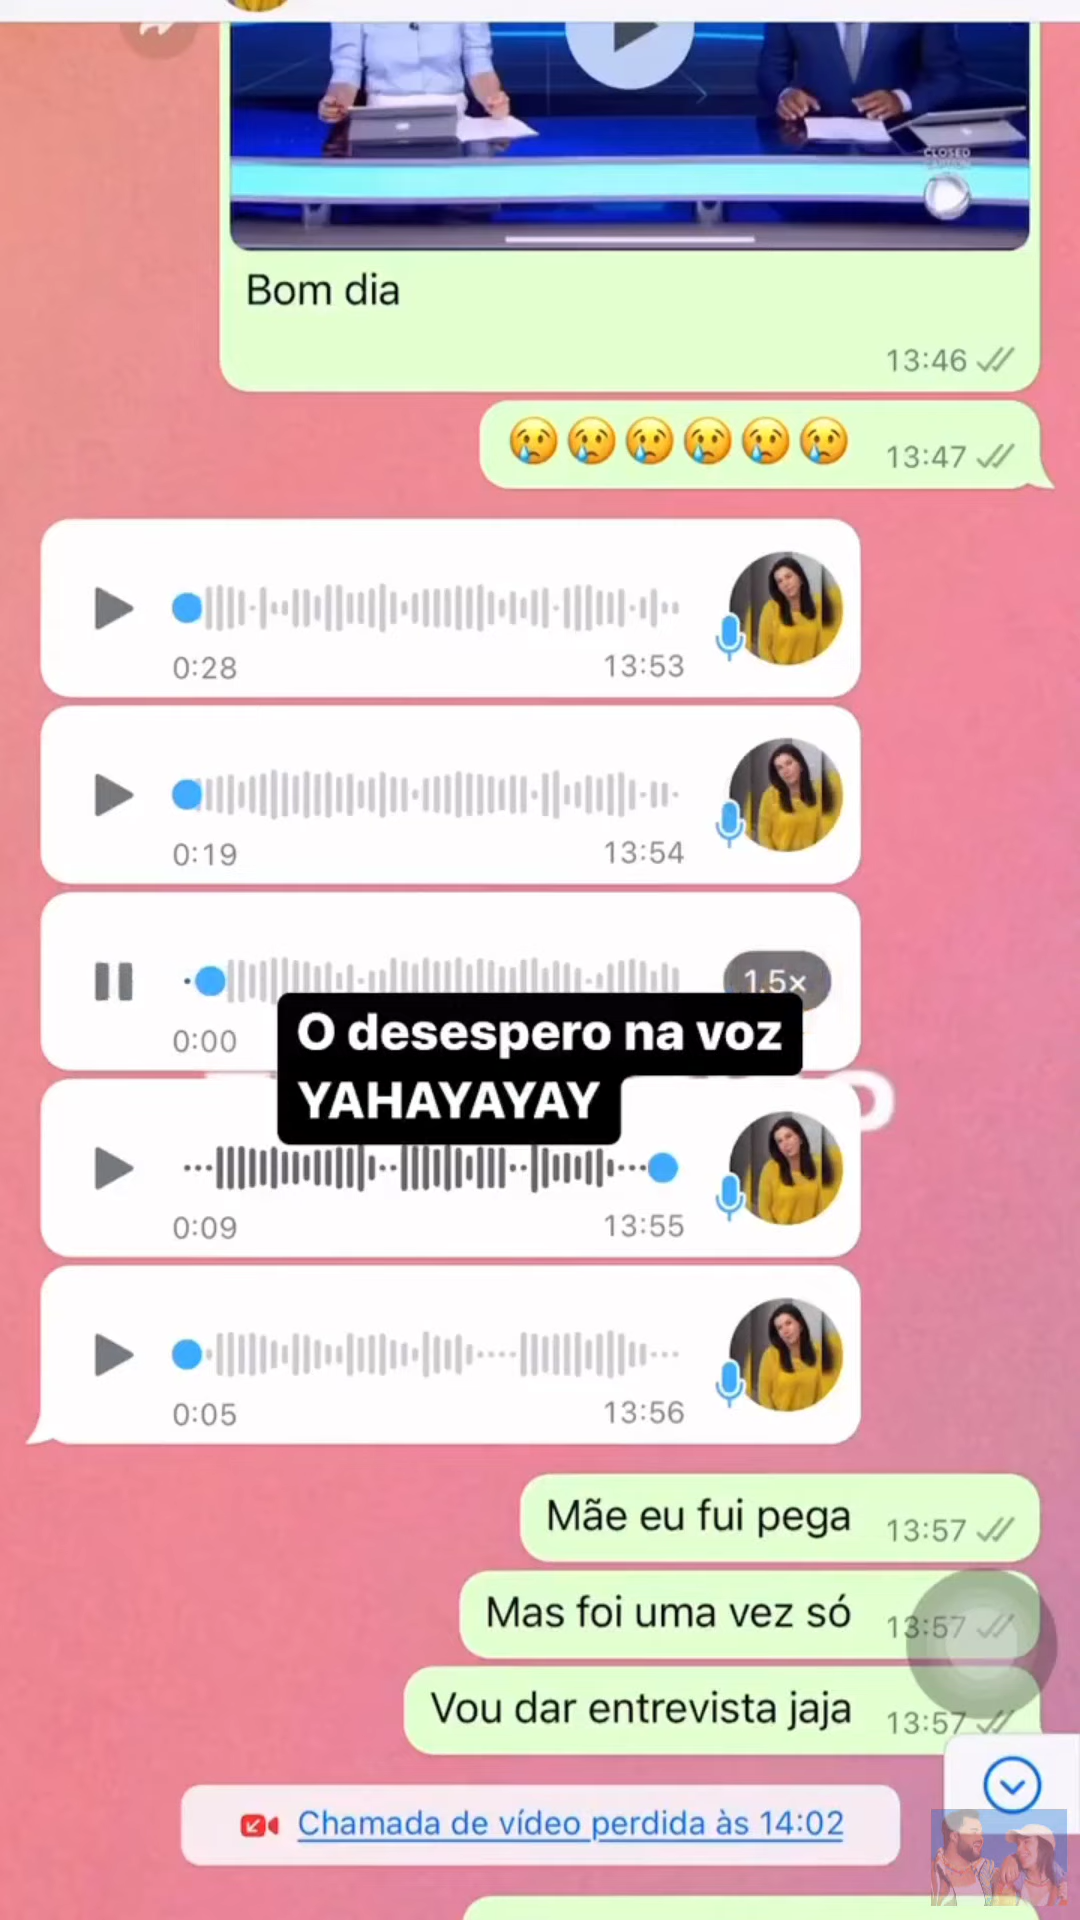 CLOSED
CAPTION
Bom dia
13:46
😢😢😢😢😢😢 13:47
0:28 13:53
0:19 13:54
1.5×
0:00
O desespero na voz
YAHAYAYAY
0:09 13:55
0:05 13:56
Mãe eu fui pega 13:57
Mas foi uma vez só 13:57
Vou dar entrevista jaja 13:57
Chamada de vídeo perdida às 14:02